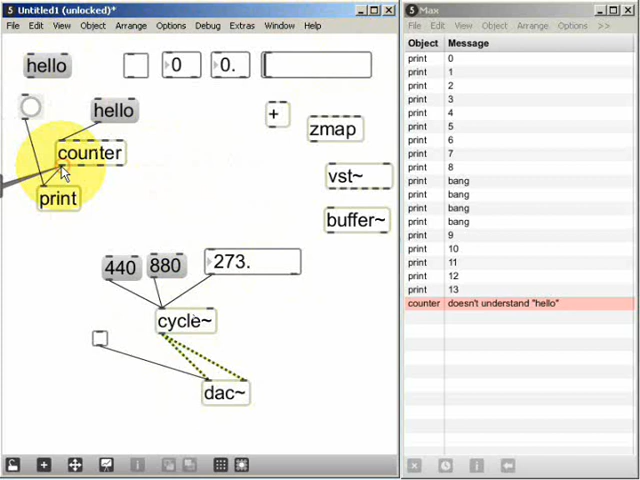 Untitled1 (unlocked)*
File Edit View Object Arrange Options Debug Extras Window Help
hello
0
0.
hello
+
zmap
counter
vst~
print
buffer~
440
880
273.
cycle~
dac~
Max
File Edit View Object Arrange Options >>
Object Message
print 0
print 1
print 2
print 3
print 4
print 5
print 6
print 7
print 8
print bang
print bang
print bang
print bang
print 9
print 10
print 11
print 12
print 13
counter doesn't understand "hello"